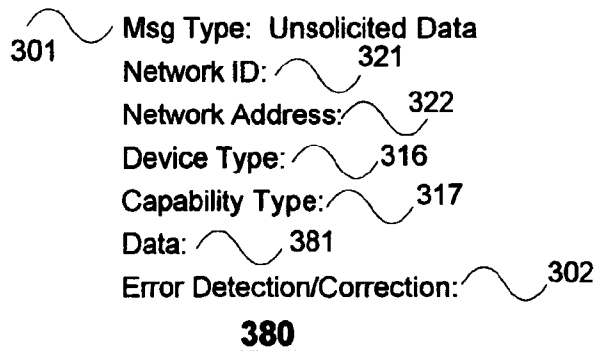 301 Msg Type: Unsolicited Data
Network ID: 321
Network Address: 322
Device Type: 316
Capability Type: 317
Data: 381
Error Detection/Correction: 302
380